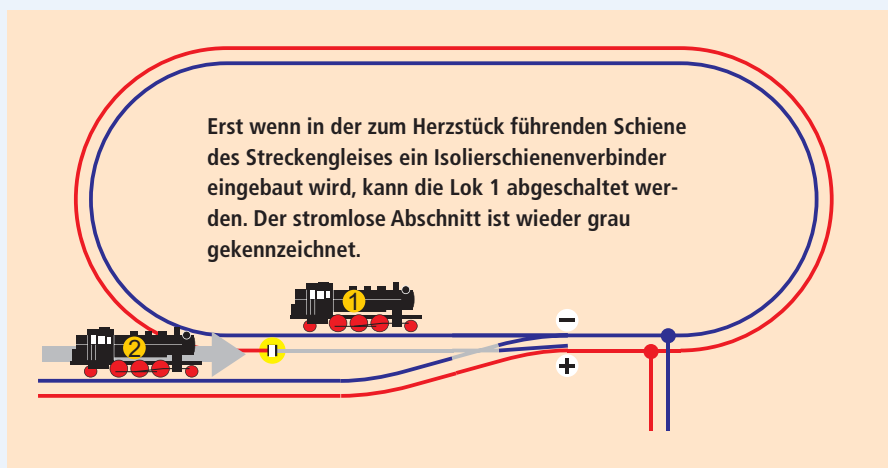 Erst wenn in der zum Herzstück führenden Schiene
des Streckengleises ein Isolierschienenverbinder
eingebaut wird, kann die Lok 1 abgeschaltet wer-
den. Der stromlose Abschnitt ist wieder grau
gekennzeichnet.
1
−
2
+